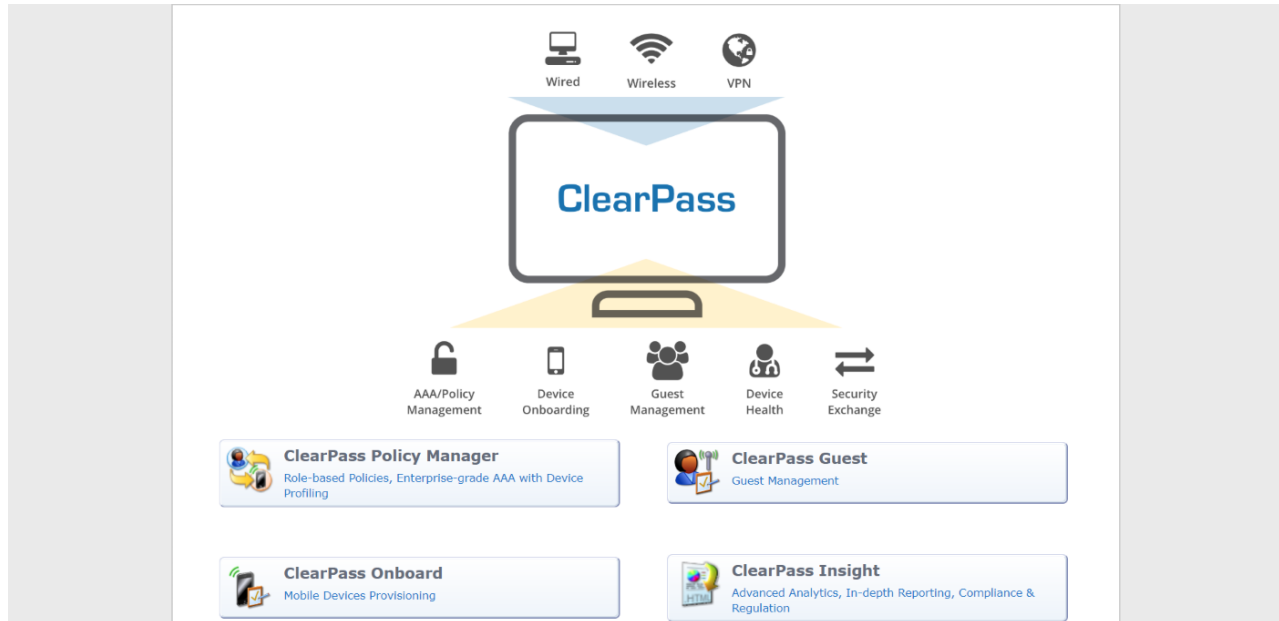 Wired
Wireless
VPN
ClearPass
AAA/Policy
Management
Device
Onboarding
Guest
Management
Device
Health
Security
Exchange
ClearPass Policy Manager
Role-based Policies, Enterprise-grade AAA with Device
Profiling
ClearPass Guest
Guest Management
ClearPass Onboard
Mobile Devices Provisioning
ClearPass Insight
Advanced Analytics, In-depth Reporting, Compliance &
Regulation
HTML